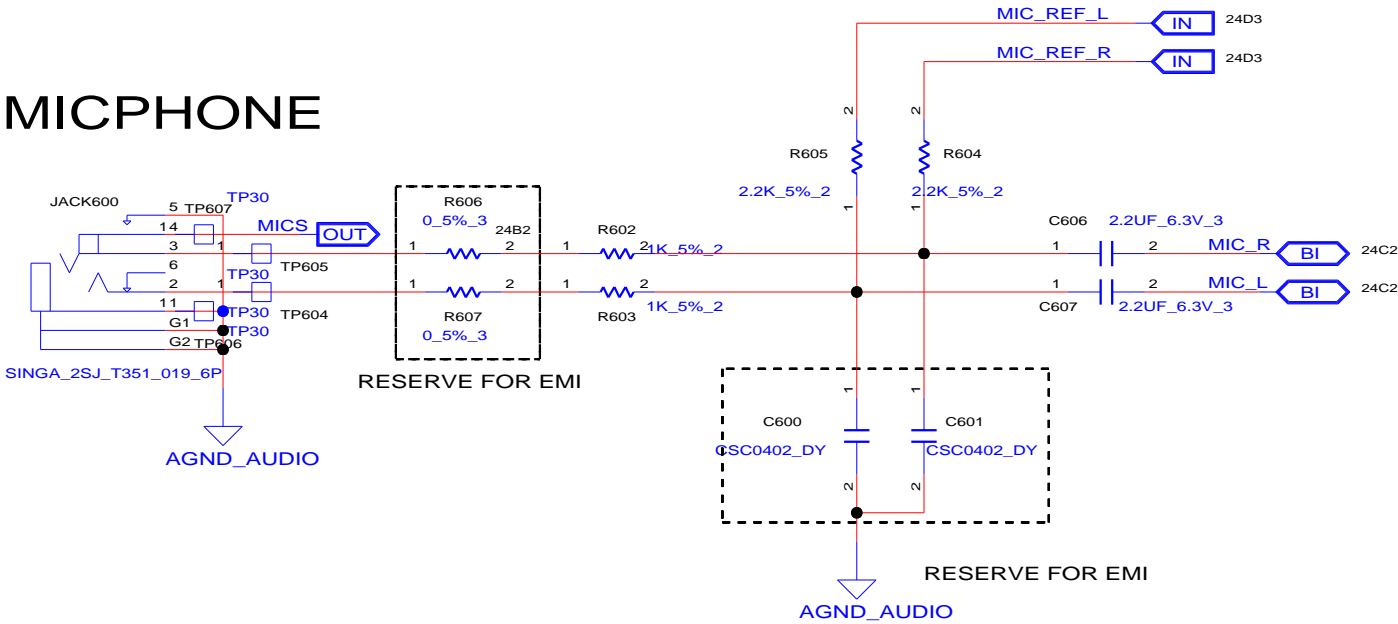 MIC_REF_L
IN
24D3
MIC_REF_R
IN
24D3
MICPHONE
2
2
R605
R604
2.2K_5%_2
2.2K_5%_2
1
1
JACK600
5
TP607
TP30
14
MICS
OUT
3
1
TP605
6
TP30
2
1
11
TP30
TP604
G1
TP30
G2
TP606
SINGA_2SJ_T351_019_6P
AGND_AUDIO
R606
0_5%_3
24B2
1
2
1
2
R607
0_5%_3
RESERVE FOR EMI
R602
1
2
1K_5%_2
1
2
R603
1K_5%_2
C606
2.2UF_6.3V_3
1
2
MIC_R
BI
24C2
1
2
MIC_L
BI
24C2
C607
2.2UF_6.3V_3
1
1
C600
C601
CSC0402_DY
CSC0402_DY
2
2
RESERVE FOR EMI
AGND_AUDIO